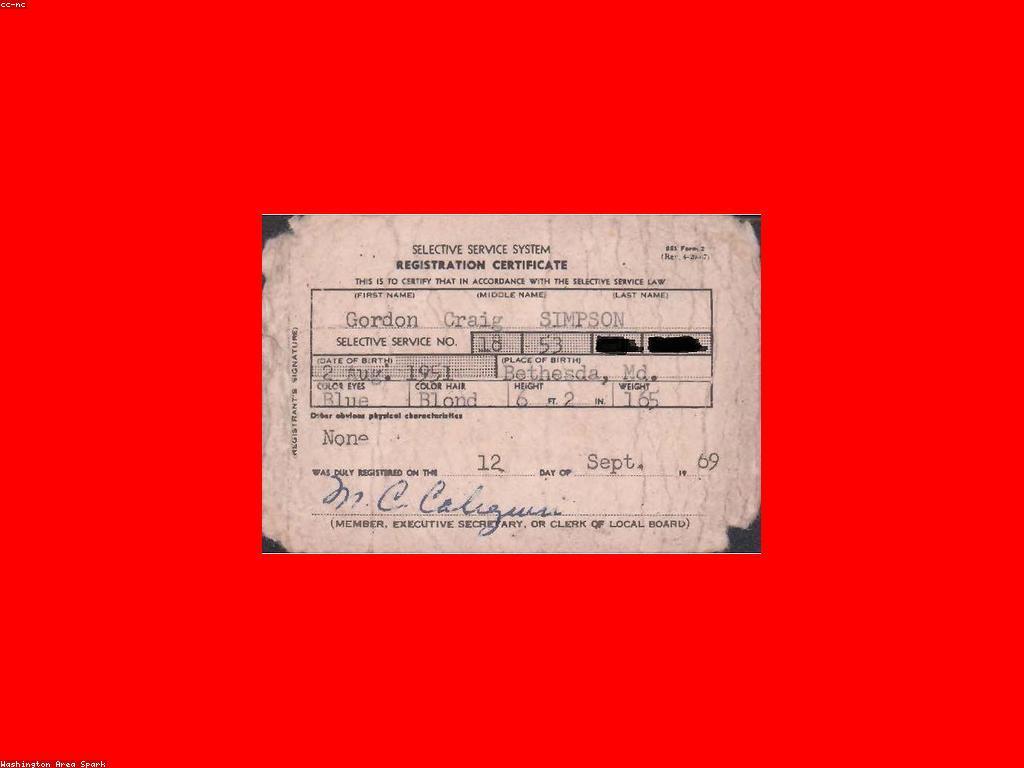 cc-nc
SELECTIVE SERVICE SYSTEM
REGISTRATION CERTIFICATE
SSS Form 2
THIS IS TO CERTIFY THAT IN ACCORDANCE WITH THE SELECTIVE SERVICE LAW
(FIRST NAME) (MIDDLE NAME) (LAST NAME)
Gordon Craig SIMPSON
SELECTIVE SERVICE NO. 18 53
(DATE OF BIRTH) (PLACE OF BIRTH)
2 Aug. 1951 Bethesda, Md.
COLOR EYES COLOR HAIR HEIGHT WEIGHT
Blue Blond 6 FT. 2 IN. 165
Other obvious physical characteristics
None
WAS DULY REGISTERED ON THE 12 DAY OF Sept. 19 69
M. C.
(MEMBER, EXECUTIVE SECRETARY, OR CLERK OF LOCAL BOARD)
(REGISTRANT'S SIGNATURE)
Washington Area Spark